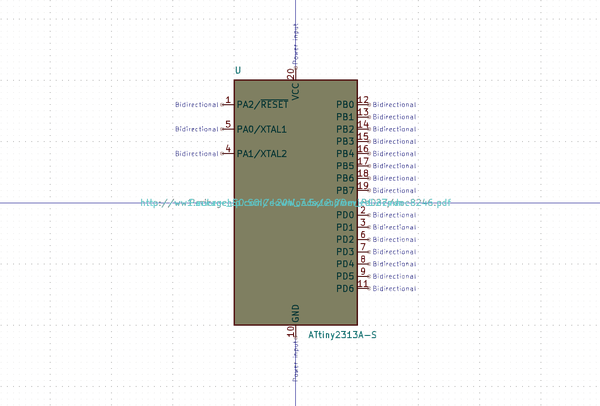 Power input
U
20
VCC
Bidirectional 1 PA2/RESET PB0 12 Bidirectional
PB1 13 Bidirectional
Bidirectional 5 PA0/XTAL1 PB2 14 Bidirectional
PB3 15 Bidirectional
Bidirectional 4 PA1/XTAL2 PB4 16 Bidirectional
PB5 17 Bidirectional
PB6 18 Bidirectional
PB7 19 Bidirectional
PD0 2 Bidirectional
PD1 3 Bidirectional
PD2 6 Bidirectional
PD3 7 Bidirectional
PD4 8 Bidirectional
PD5 9 Bidirectional
PD6 11 Bidirectional
GND
10
ATtiny2313A-S
Power input